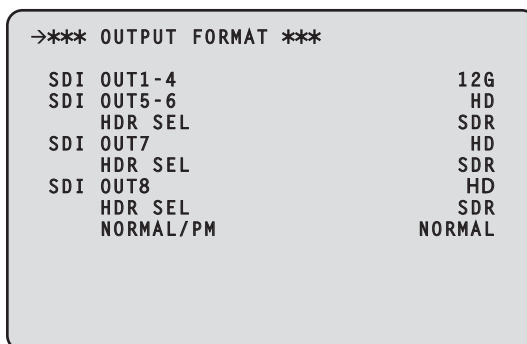 →*** OUTPUT FORMAT ***
SDI OUT1-4 12G
SDI OUT5-6 HD
HDR SEL SDR
SDI OUT7 HD
HDR SEL SDR
SDI OUT8 HD
HDR SEL SDR
NORMAL/PM NORMAL